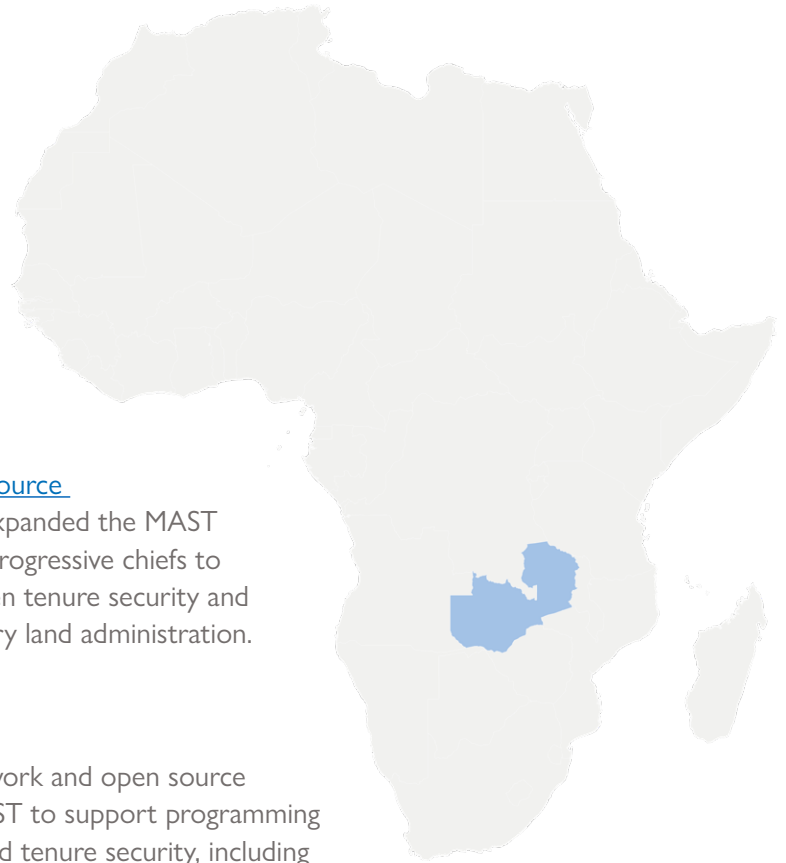 ource
xpanded the MAST
rogressive chiefs to
n tenure security and
ry land administration.
work and open source
ST to support programming
d tenure security, including